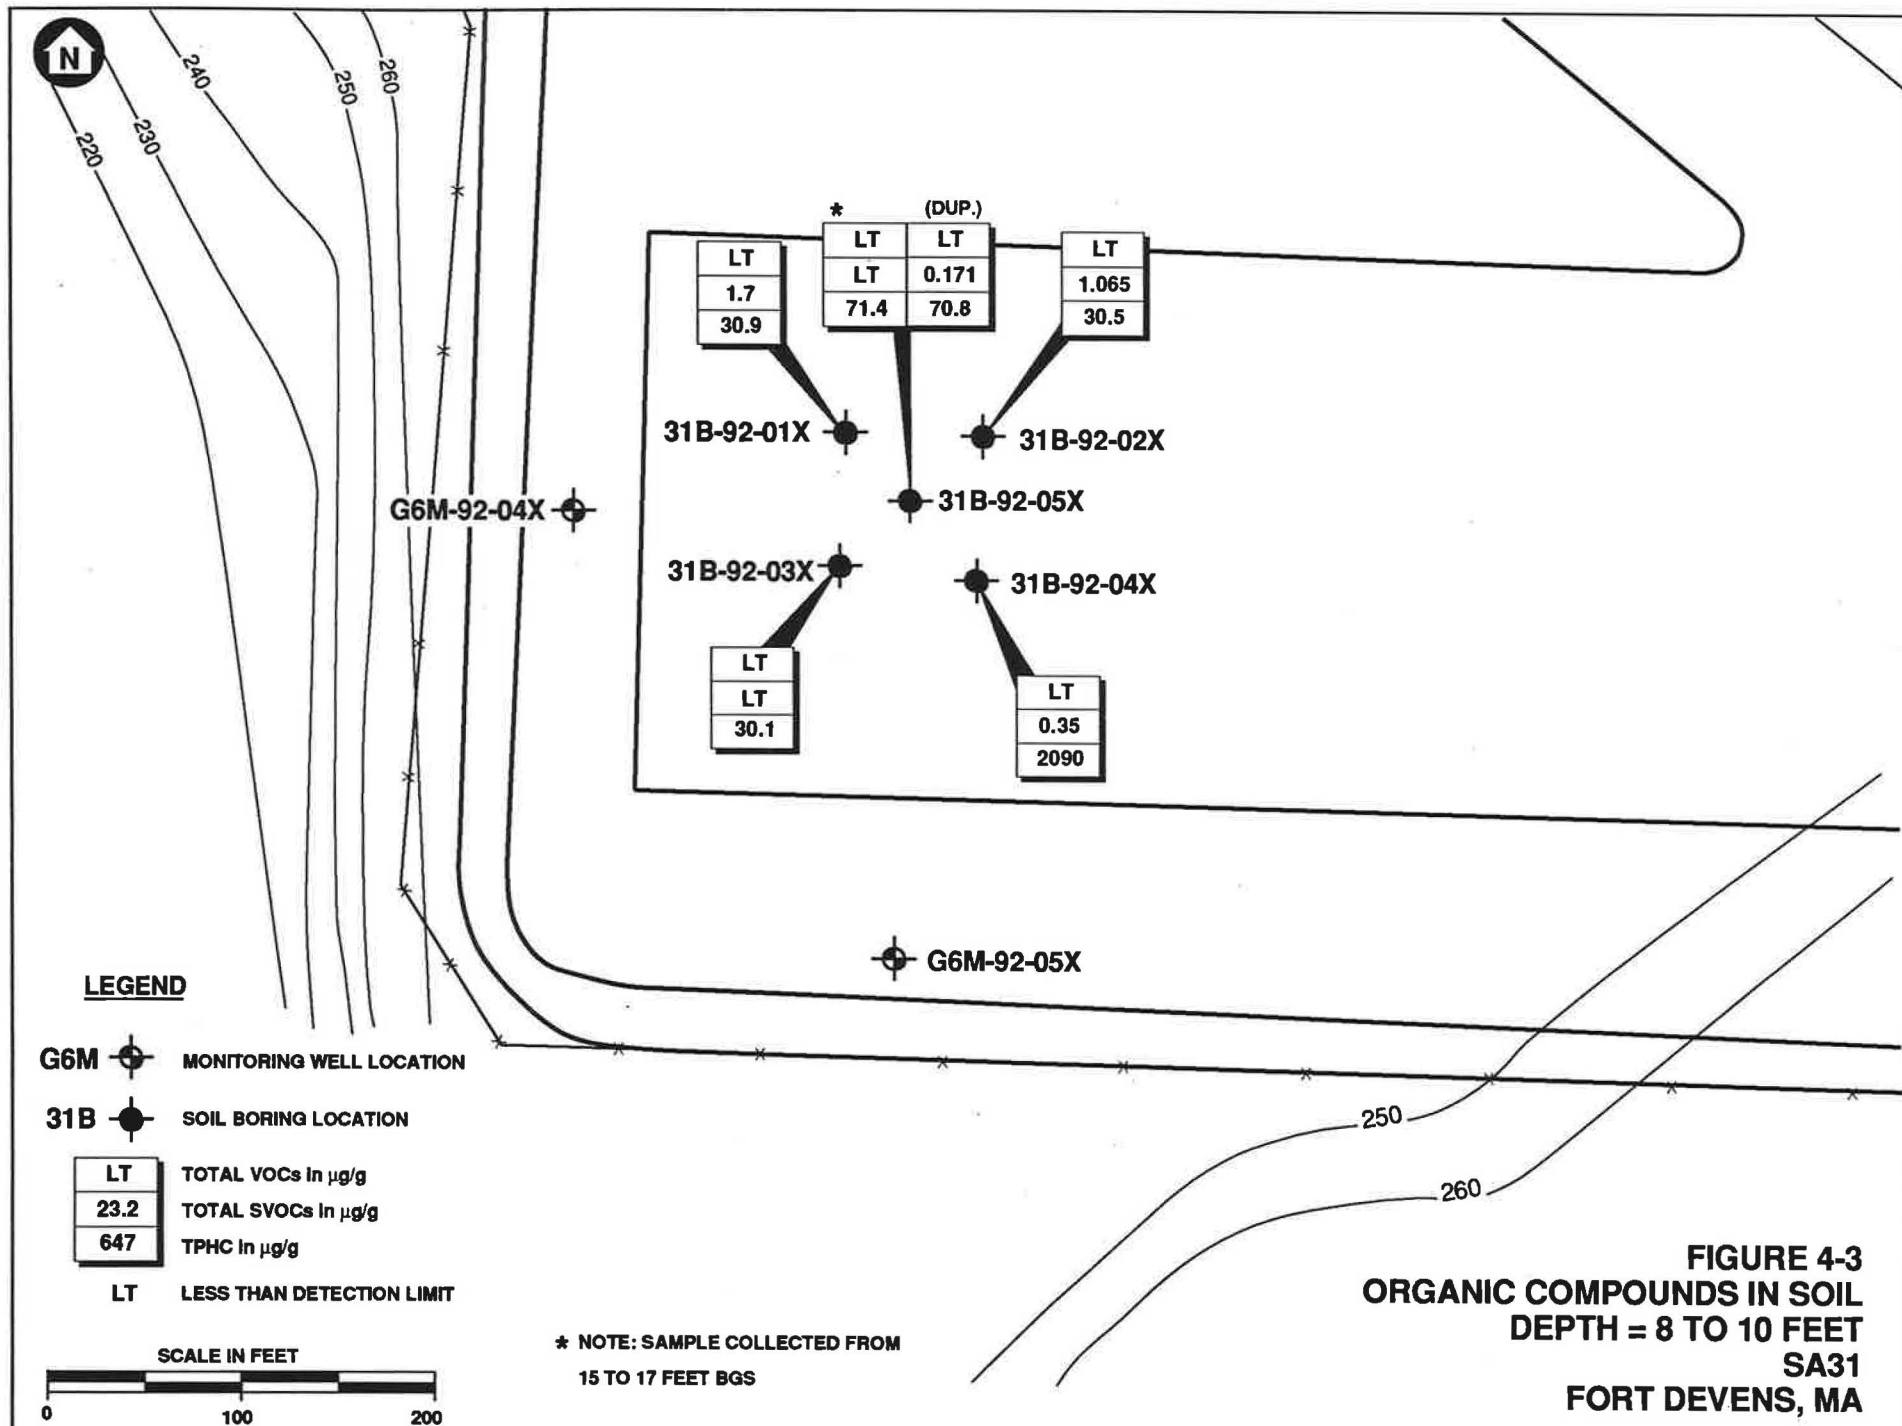 N
220
230
240
250
260
* (DUP.)
LT
1.7
30.9
LT LT
LT 0.171
71.4 70.8
LT
1.065
30.5
31B-92-01X
31B-92-02X
31B-92-05X
G6M-92-04X
31B-92-03X
31B-92-04X
LT
LT
30.1
LT
0.35
2090
G6M-92-05X
250
260
LEGEND
G6M MONITORING WELL LOCATION
31B SOIL BORING LOCATION
LT TOTAL VOCs in µg/g
23.2 TOTAL SVOCs in µg/g
647 TPHC in µg/g
LT LESS THAN DETECTION LIMIT
SCALE IN FEET
0 100 200
* NOTE: SAMPLE COLLECTED FROM
15 TO 17 FEET BGS
FIGURE 4-3
ORGANIC COMPOUNDS IN SOIL
DEPTH = 8 TO 10 FEET
SA31
FORT DEVENS, MA